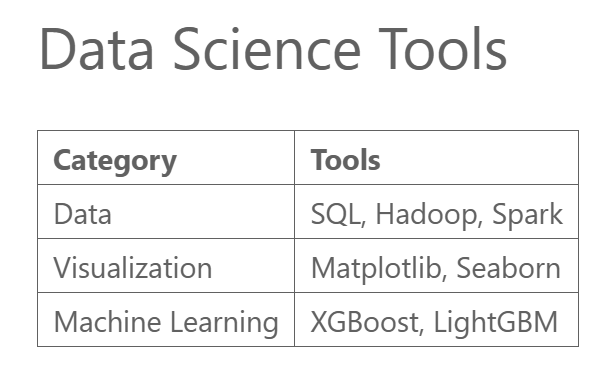 Data Science Tools
Category Tools
Data SQL, Hadoop, Spark
Visualization Matplotlib, Seaborn
Machine Learning XGBoost, LightGBM